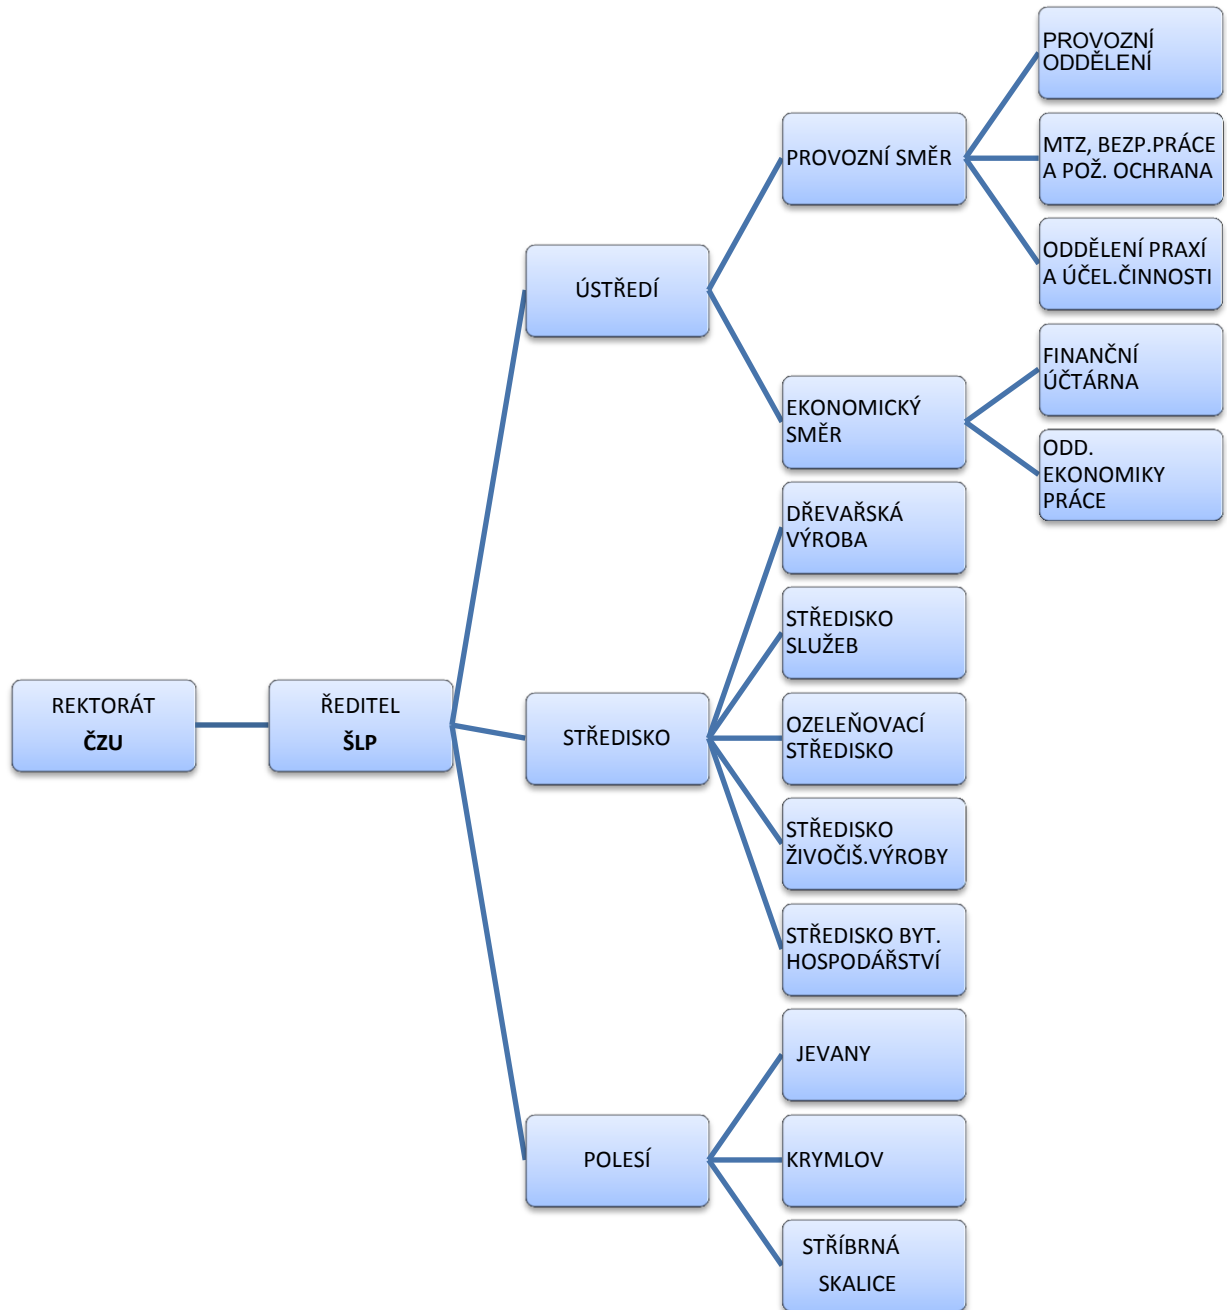 REKTORÁT
ČZU
ŘEDITEL
ŠLP
ÚSTŘEDÍ
PROVOZNÍ SMĚR
PROVOZNÍ
ODDĚLENÍ
MTZ, BEZP.PRÁCE
A POŽ. OCHRANA
ODDĚLENÍ PRAXÍ
A ÚČEL.ČINNOSTI
EKONOMICKÝ
SMĚR
FINANČNÍ
ÚČTÁRNA
ODD.
EKONOMIKY
PRÁCE
STŘEDISKO
DŘEVAŘSKÁ
VÝROBA
STŘEDISKO
SLUŽEB
OZELEŇOVACÍ
STŘEDISKO
STŘEDISKO
ŽIVOČIŠ.VÝROBY
STŘEDISKO BYT.
HOSPODÁŘSTVÍ
POLESÍ
JEVANY
KRYMLOV
STŘÍBRNÁ
SKALICE